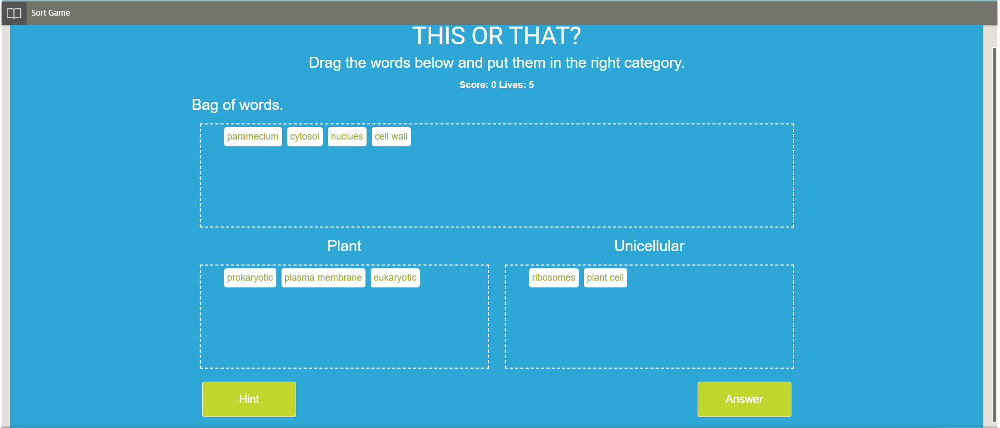 Sort Game
THIS OR THAT?
Drag the words below and put them in the right category.
Score: 0 Lives: 5
Bag of words.
paramecium cytosol nuclues cell wall
Plant Unicellular
prokaryotic plasma membrane eukaryotic ribosomes plant cell
Hint Answer